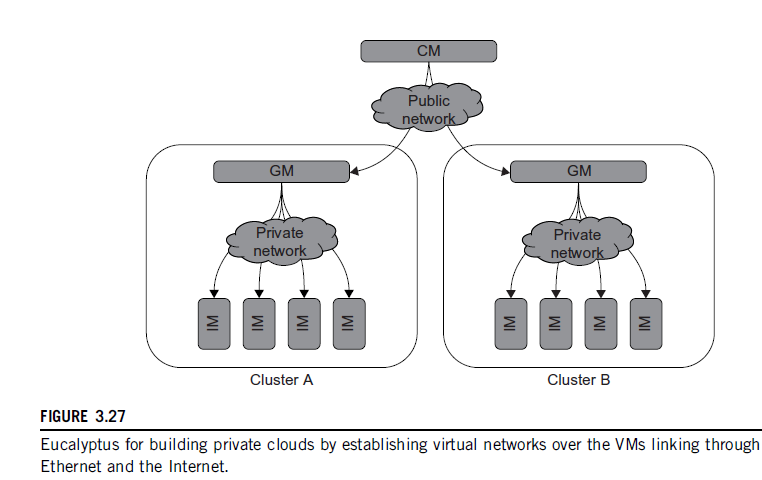 CM
Public
network
GM
GM
Private
network
Private
network
IM
IM
IM
IM
IM
IM
IM
IM
Cluster A
Cluster B
FIGURE 3.27
Eucalyptus for building private clouds by establishing virtual networks over the VMs linking through
Ethernet and the Internet.